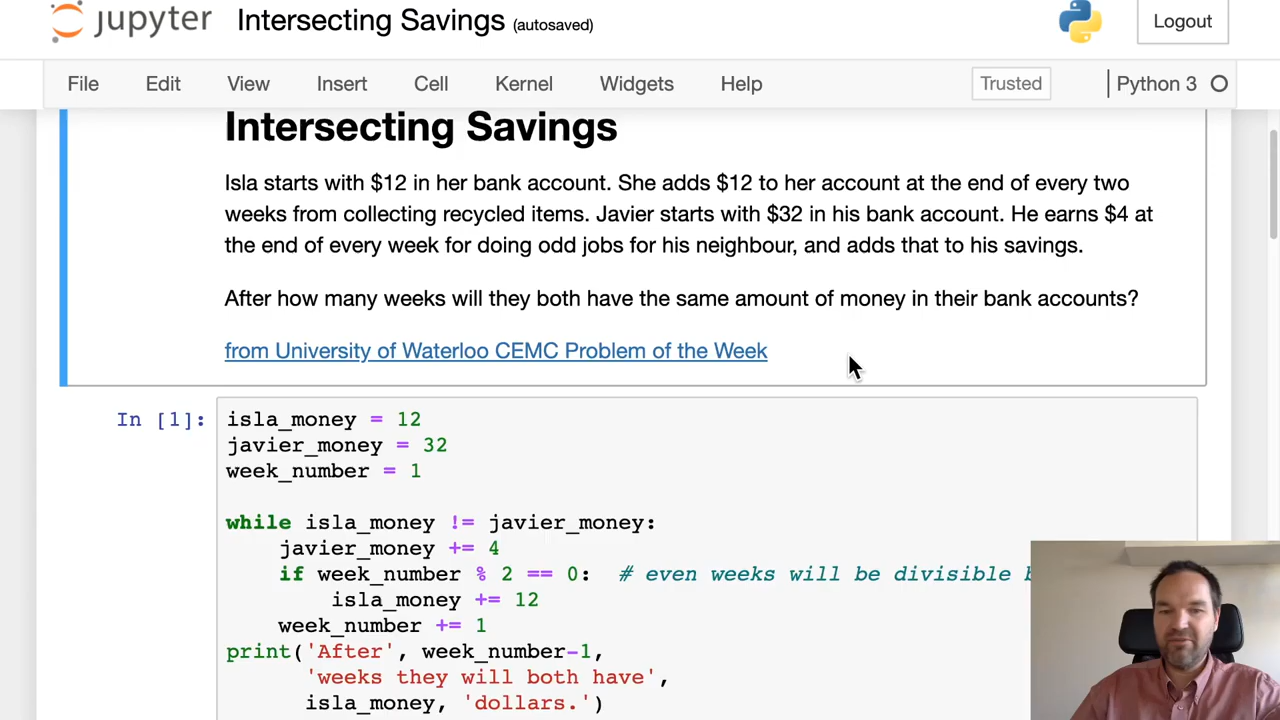 jupyter Intersecting Savings (autosaved) Logout
File Edit View Insert Cell Kernel Widgets Help Trusted Python 3
Intersecting Savings
Isla starts with $12 in her bank account. She adds $12 to her account at the end of every two
weeks from collecting recycled items. Javier starts with $32 in his bank account. He earns $4 at
the end of every week for doing odd jobs for his neighbour, and adds that to his savings.
After how many weeks will they both have the same amount of money in their bank accounts?
from University of Waterloo CEMC Problem of the Week
In [1]: isla_money = 12
javier_money = 32
week_number = 1
while isla_money != javier_money:
    javier_money += 4
    if week_number % 2 == 0:  # even weeks will be divisible
        isla_money += 12
    week_number += 1
print('After', week_number-1,
      'weeks they will both have',
      isla_money, 'dollars.')